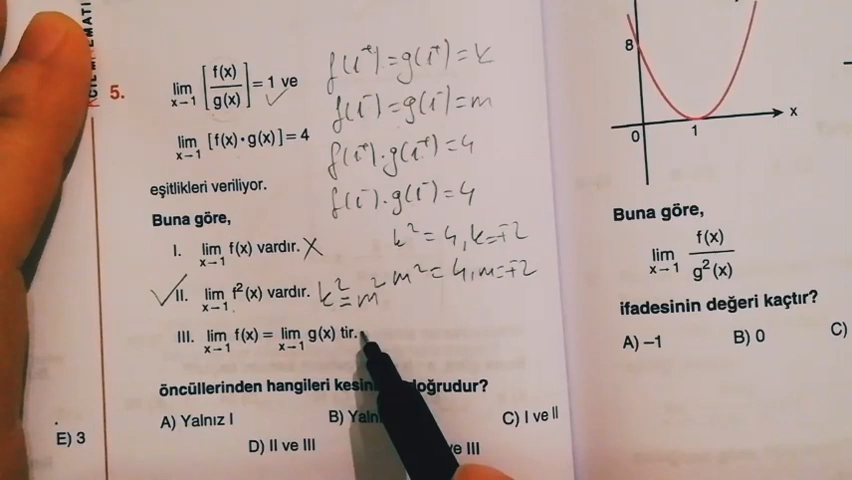 5.
lim x→1 [f(x)/g(x)] = 1 ve
lim x→1 [f(x)·g(x)] = 4
eşitlikleri veriliyor.
Buna göre,
I. lim x→1 f(x) vardır. X
II. lim x→1 f²(x) vardır. k² = m²
III. lim x→1 f(x) = lim x→1 g(x) tir.
öncüllerinden hangileri doğrudur?
A) Yalnız I
B)
C) I ve II
D) II ve III
ve III
f(1⁺) = g(1⁺) = k
f(1⁻) = g(1⁻) = m
f(1⁺)·g(1⁺) = 4
f(1⁻)·g(1⁻) = 4
k² = 4, k = ∓2
m² = 4, m = ∓2
E) 3
8
0
1
x
Buna göre,
lim x→1 f(x)/g²(x)
ifadesinin değeri kaçtır?
A) –1
B) 0
C)